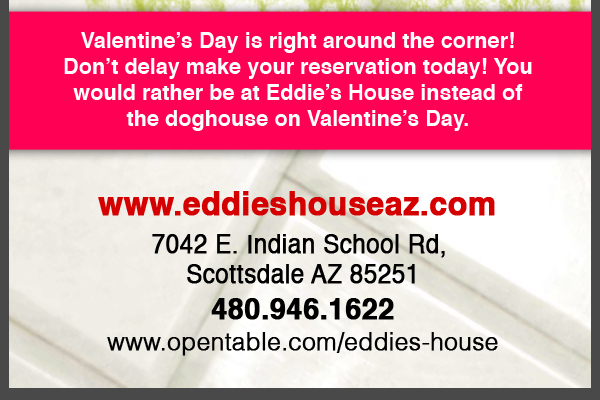 Valentine’s Day is right around the corner!
Don’t delay make your reservation today! You
would rather be at Eddie’s House instead of
the doghouse on Valentine’s Day.
www.eddieshouseaz.com
7042 E. Indian School Rd,
Scottsdale AZ 85251
480.946.1622
www.opentable.com/eddies-house